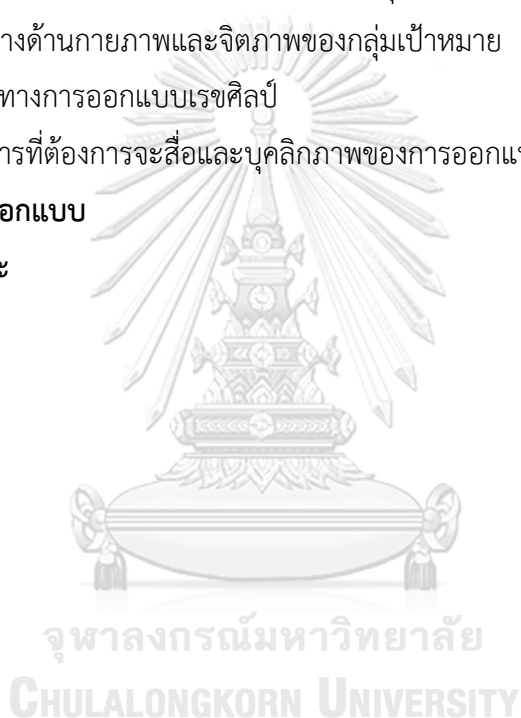 างด้านกายภาพและจิตภาพของกลุ่มเป้าหมาย
ทางการออกแบบเรขศิลป์
ารที่ต้องการจะสื่อและบุคลิกภาพของการออกแบ
อกแบบ
จุฬาลงกรณ์มหาวิทยาลัย
CHULALONGKORN UNIVERSITY